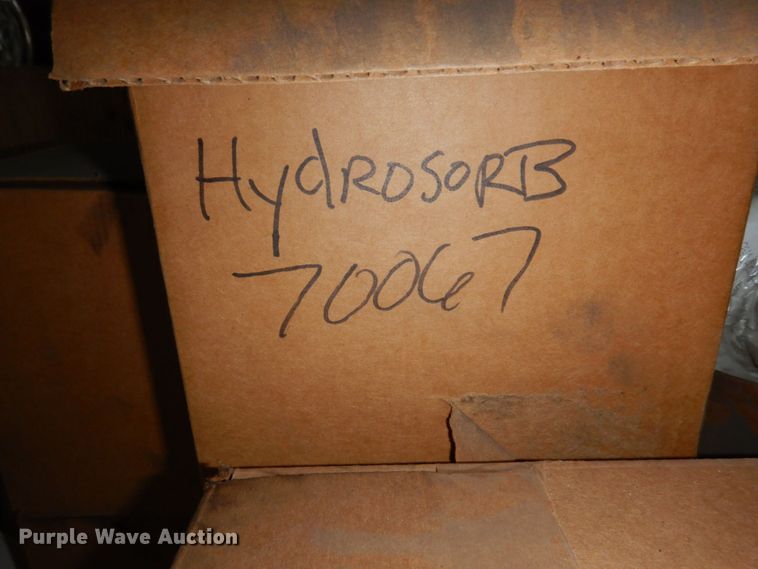 HydROSORB
70067
Purple Wave Auction